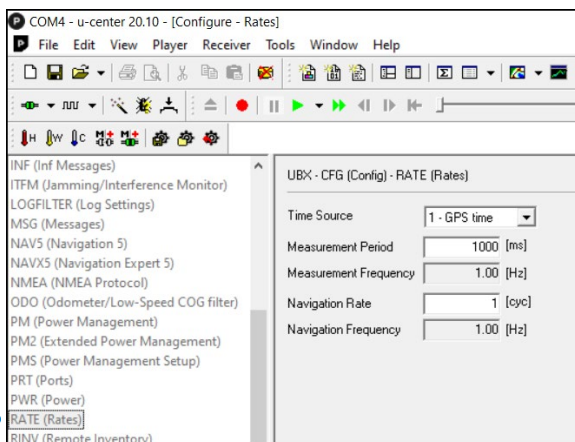 COM4 - u-center 20.10 - [Configure - Rates]
File Edit View Player Receiver Tools Window Help
H W C
INF (Inf Messages)
ITFM (Jamming/Interference Monitor)
LOGFILTER (Log Settings)
MSG (Messages)
NAV5 (Navigation 5)
NAVX5 (Navigation Expert 5)
NMEA (NMEA Protocol)
ODO (Odometer/Low-Speed COG filter)
PM (Power Management)
PM2 (Extended Power Management)
PMS (Power Management Setup)
PRT (Ports)
PWR (Power)
RATE (Rates)
RINV (Remote Inventory)
UBX - CFG (Config) - RATE (Rates)
Time Source 1 - GPS time
Measurement Period 1000 [ms]
Measurement Frequency 1.00 [Hz]
Navigation Rate 1 [cyc]
Navigation Frequency 1.00 [Hz]